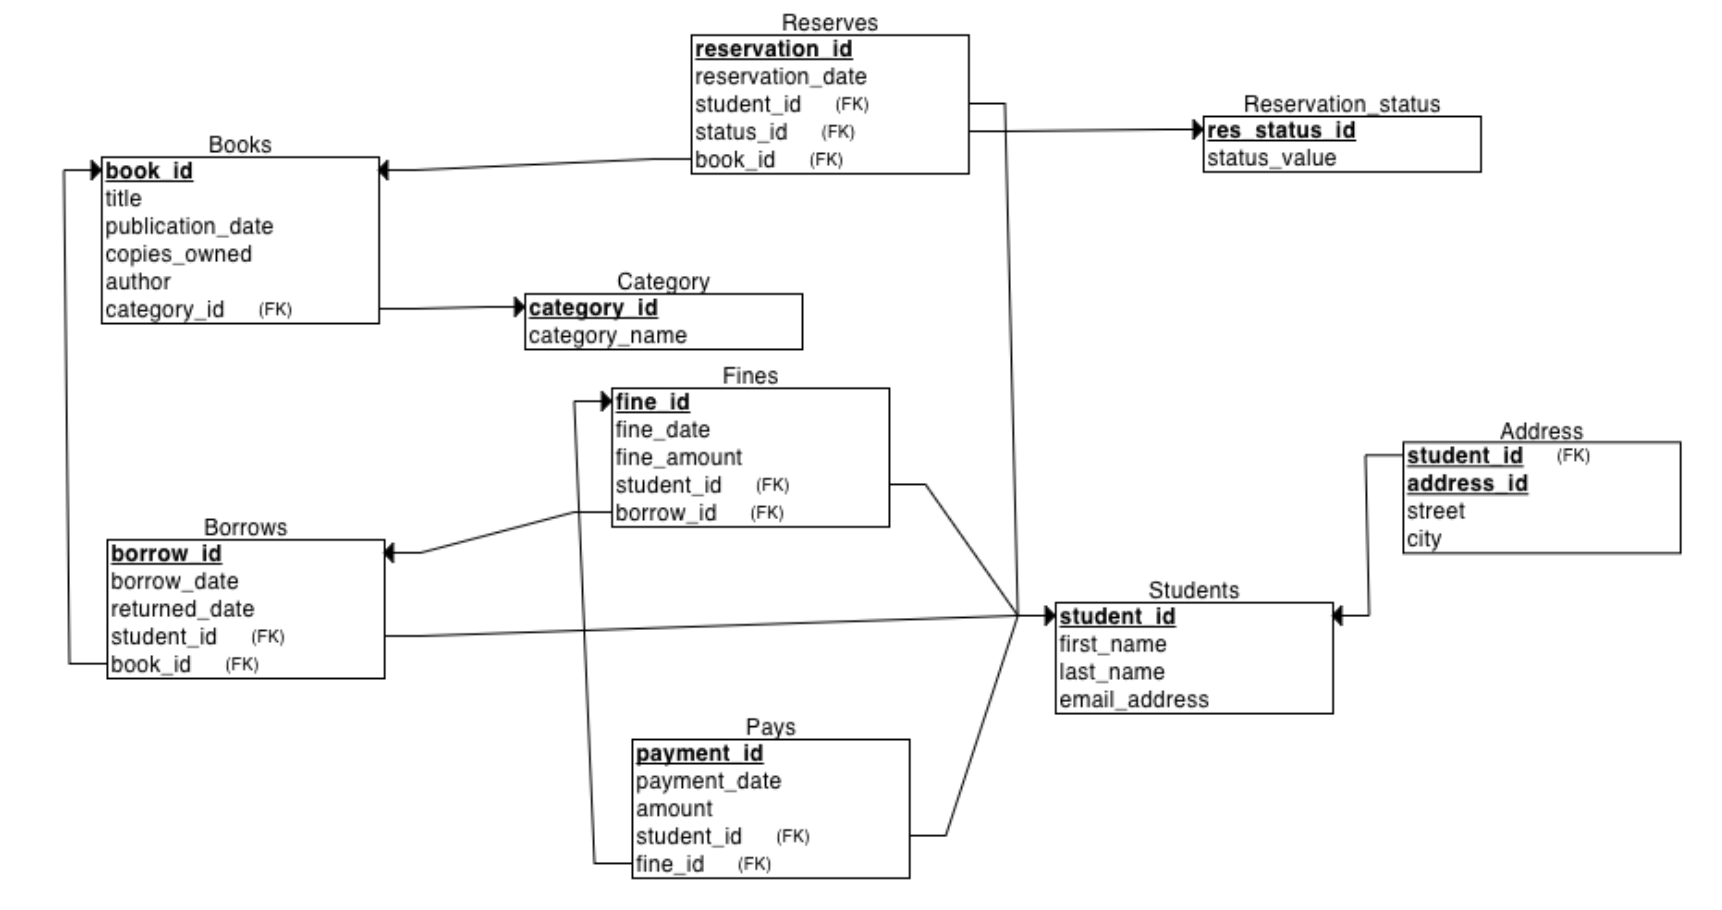 Reserves
reservation_id
reservation_date
student_id (FK)
status_id (FK)
book_id (FK)
Reservation_status
res_status_id
status_value
Books
book_id
title
publication_date
copies_owned
author
category_id (FK)
Category
category_id
category_name
Fines
fine_id
fine_date
fine_amount
student_id (FK)
borrow_id (FK)
Address
student_id (FK)
address_id
street
city
Borrows
borrow_id
borrow_date
returned_date
student_id (FK)
book_id (FK)
Students
student_id
first_name
last_name
email_address
Pays
payment_id
payment_date
amount
student_id (FK)
fine_id (FK)